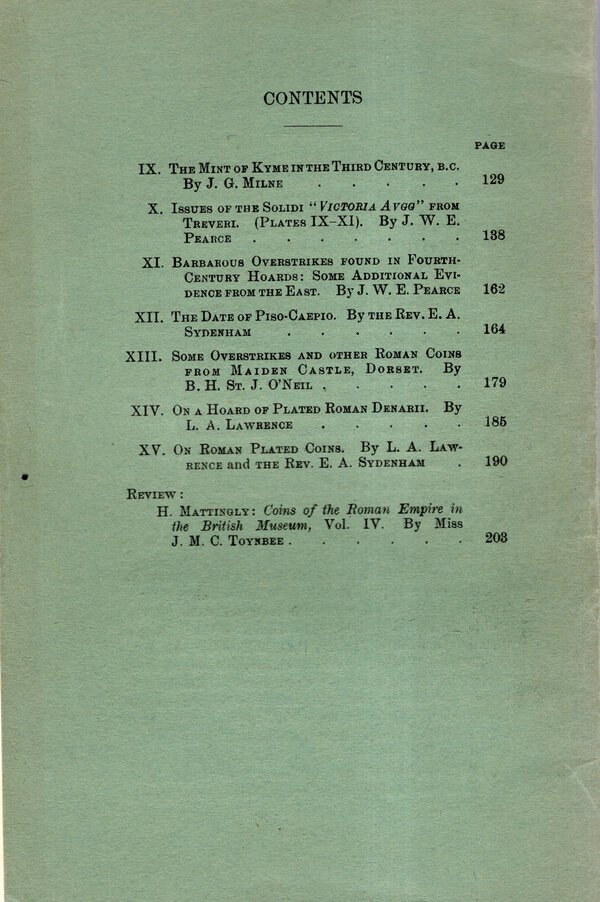 CONTENTS
PAGE
IX. The Mint of Kyme in the Third Century, b.c.
By J. G. Milne . . . . . 129
X. Issues of the Solidi "Victoria Avgg" from
Treveri. (Plates IX–XI). By J. W. E.
Pearce . . . . . . . 138
XI. Barbarous Overstrikes found in Fourth-
Century Hoards: Some Additional Evi-
dence from the East. By J. W. E. Pearce 162
XII. The Date of Piso-Caepio. By the Rev. E. A.
Sydenham . . . . . . 164
XIII. Some Overstrikes and other Roman Coins
from Maiden Castle, Dorset. By
B. H. St. J. O'Neil . . . . . 179
XIV. On a Hoard of Plated Roman Denarii. By
L. A. Lawrence . . . . . 185
XV. On Roman Plated Coins. By L. A. Law-
rence and the Rev. E. A. Sydenham . 190
Review:
H. Mattingly: Coins of the Roman Empire in
the British Museum, Vol. IV. By Miss
J. M. C. Toynbee . . . . . . 203